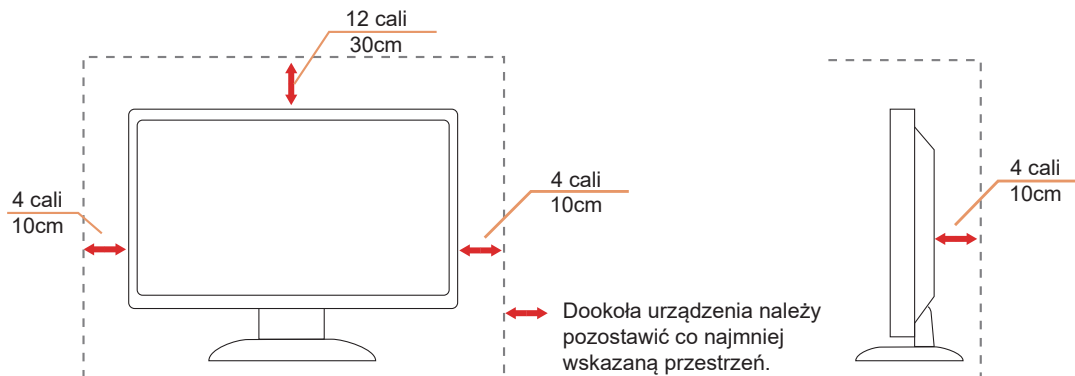 12 cali
30cm
4 cali
10cm
4 cali
10cm
4 cali
10cm
Dookoła urządzenia należy
pozostawić co najmniej
wskazaną przestrzeń.